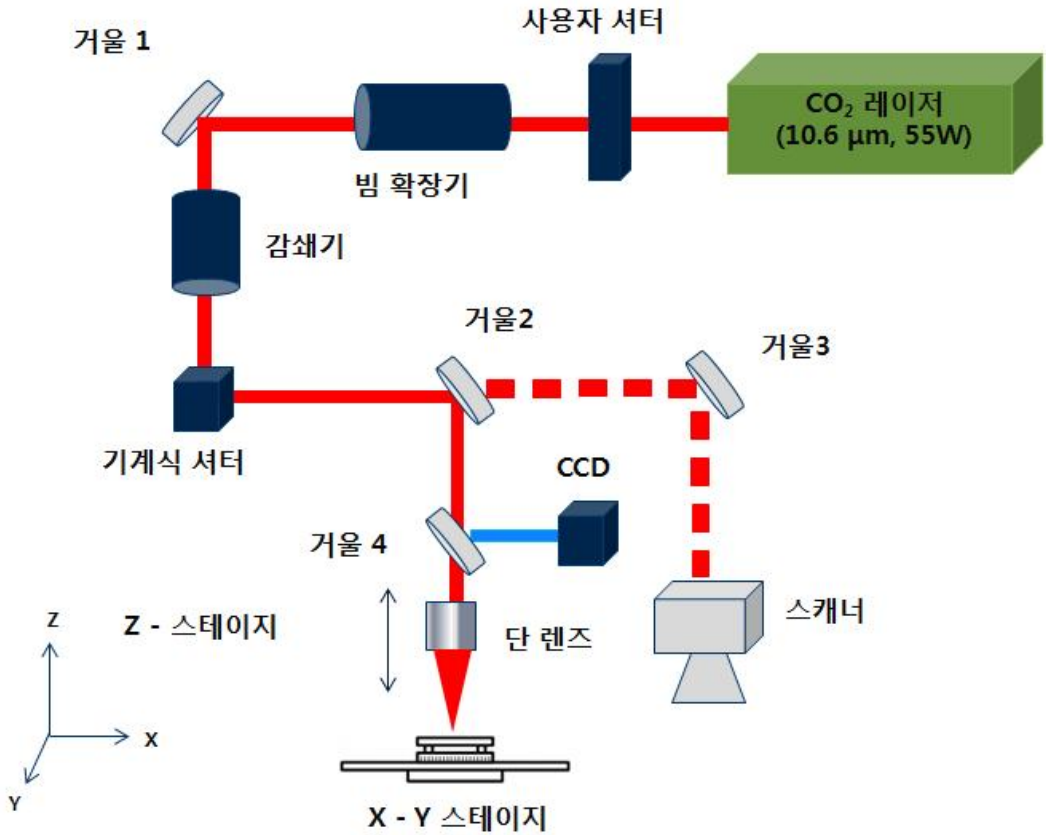 사용자 셔터
거울 1
CO₂ 레이저
(10.6 μm, 55W)
빔 확장기
감쇄기
거울2
거울3
기계식 셔터
CCD
거울 4
스캐너
Z - 스테이지
단 렌즈
Z
X
Y
X - Y 스테이지